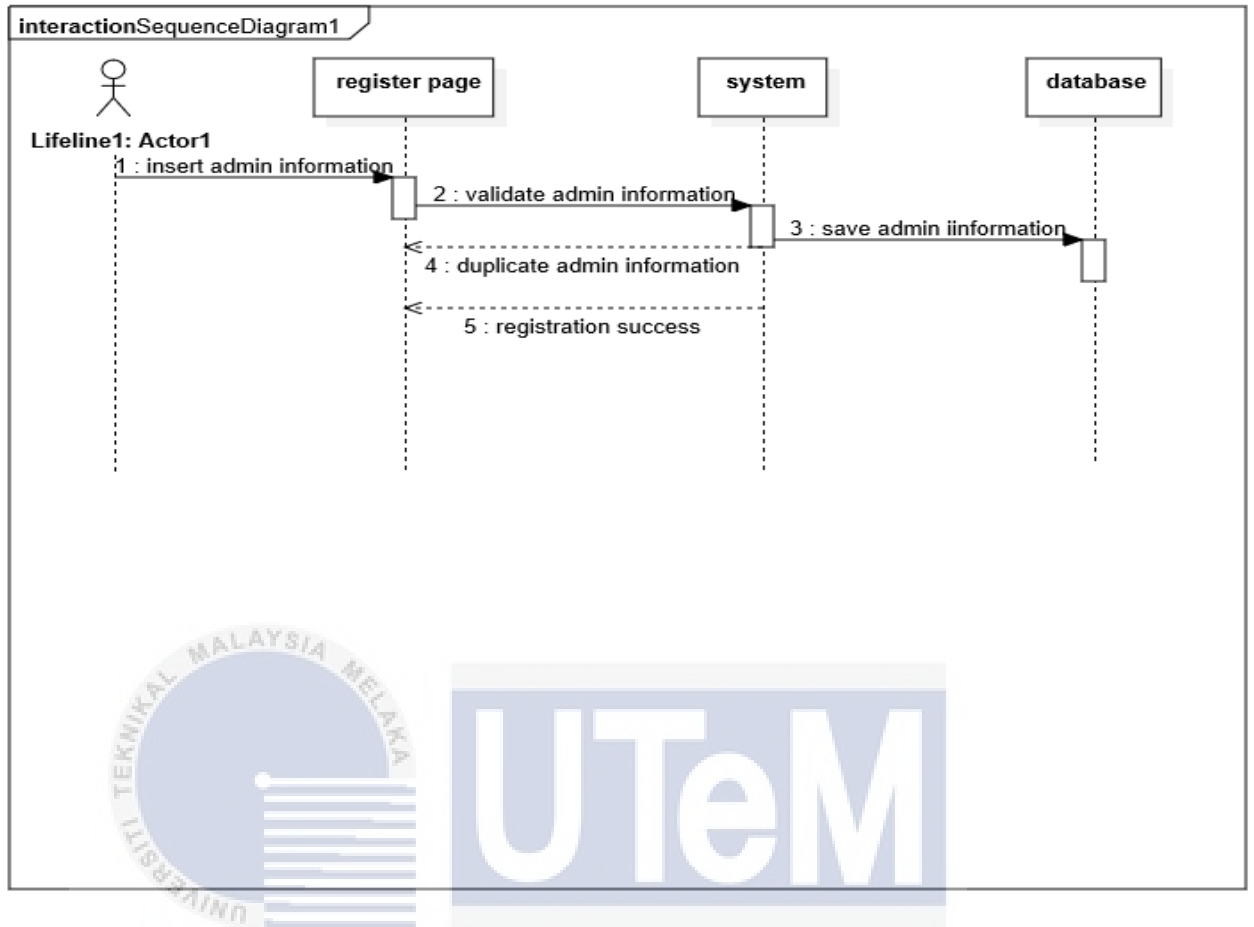 interactionSequenceDiagram1
register page
system
database
Lifeline1: Actor1
1 : insert admin information
2 : validate admin information
3 : save admin iinformation
4 : duplicate admin information
5 : registration success
UNIVERSITI TEKNIKAL MALAYSIA MELAKA
UTeM